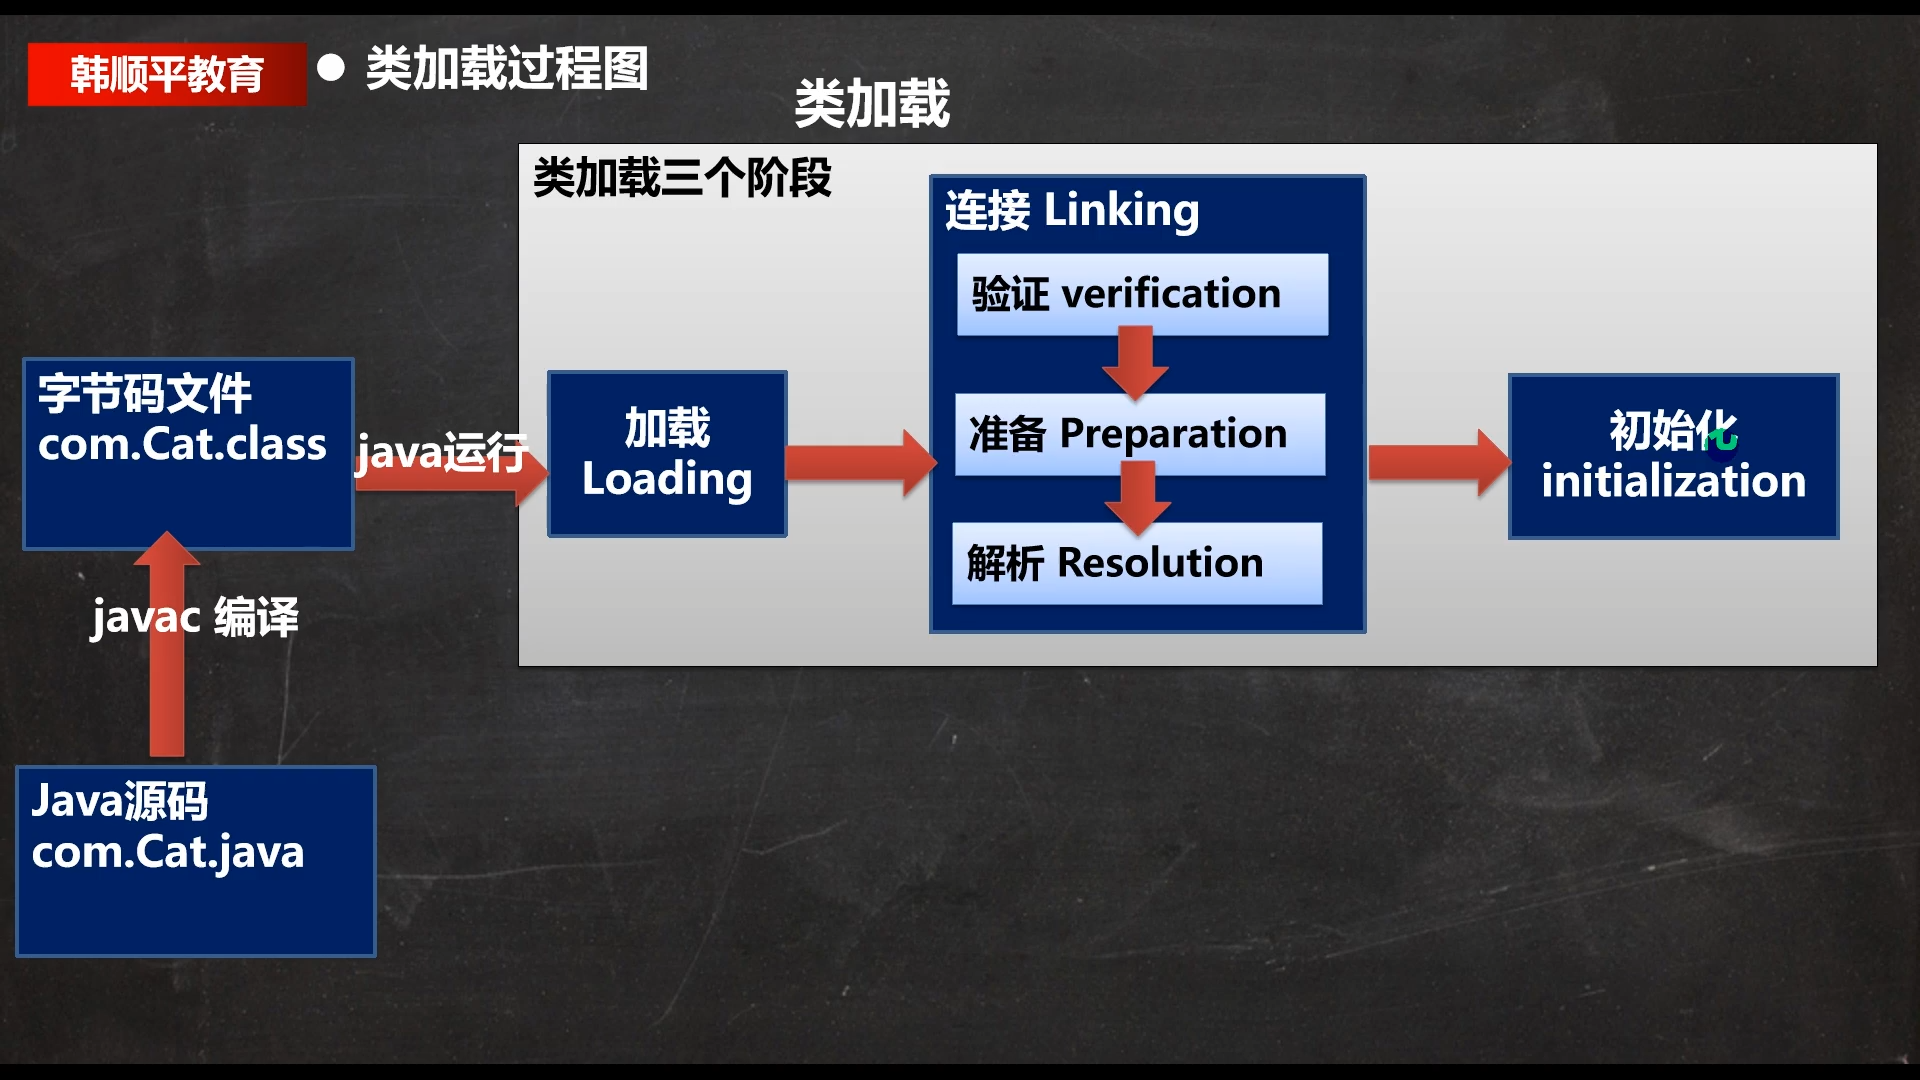 韩顺平教育
● 类加载过程图
类加载
类加载三个阶段
连接 Linking
验证 verification
准备 Preparation
解析 Resolution
字节码文件
com.Cat.class
java运行
加载
Loading
初始化
initialization
javac 编译
Java源码
com.Cat.java